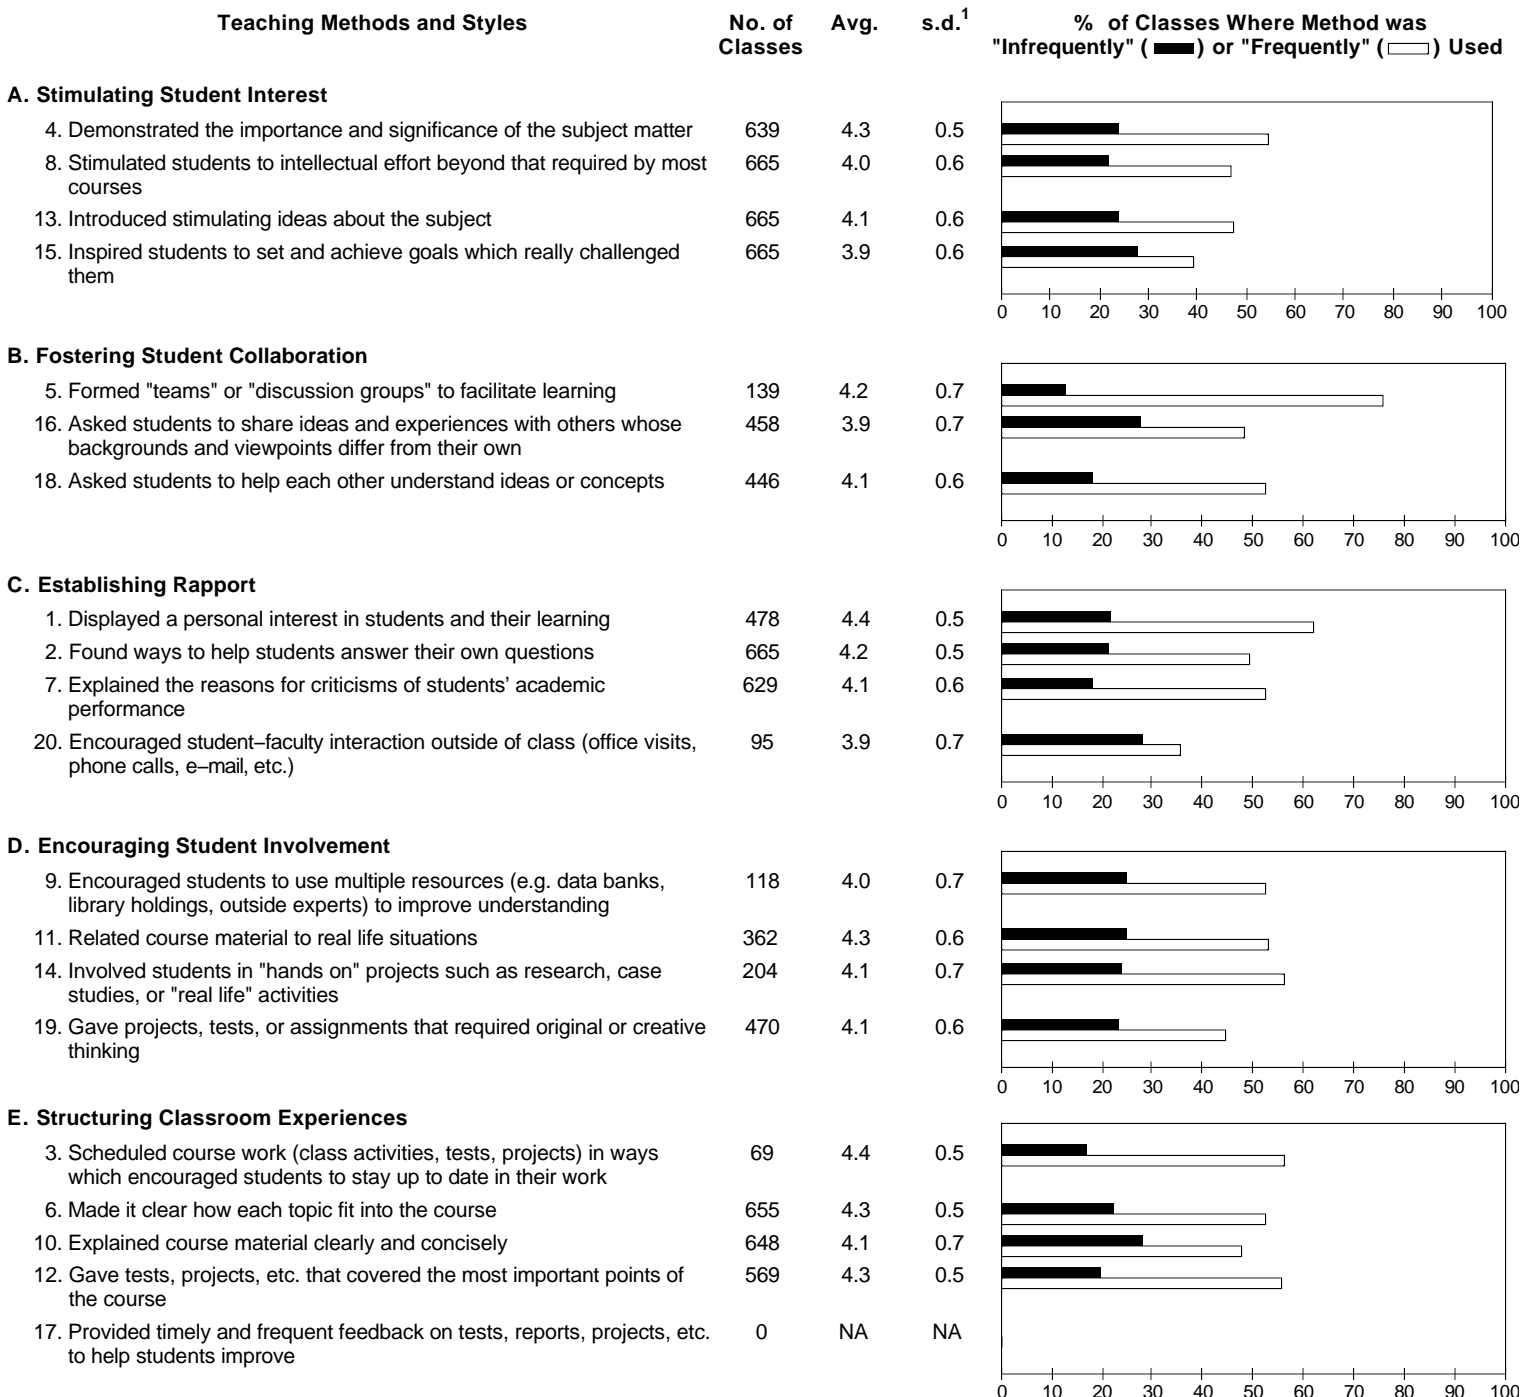 Teaching Methods and Styles No. of Classes Avg. s.d.1 % of Classes Where Method was "Infrequently" ( ) or "Frequently" ( ) Used
A. Stimulating Student Interest
4. Demonstrated the importance and significance of the subject matter 639 4.3 0.5
8. Stimulated students to intellectual effort beyond that required by most 665 4.0 0.6
courses
13. Introduced stimulating ideas about the subject 665 4.1 0.6
15. Inspired students to set and achieve goals which really challenged 665 3.9 0.6
them
0 10 20 30 40 50 60 70 80 90 100
B. Fostering Student Collaboration
5. Formed "teams" or "discussion groups" to facilitate learning 139 4.2 0.7
16. Asked students to share ideas and experiences with others whose 458 3.9 0.7
backgrounds and viewpoints differ from their own
18. Asked students to help each other understand ideas or concepts 446 4.1 0.6
0 10 20 30 40 50 60 70 80 90 100
C. Establishing Rapport
1. Displayed a personal interest in students and their learning 478 4.4 0.5
2. Found ways to help students answer their own questions 665 4.2 0.5
7. Explained the reasons for criticisms of students’ academic 629 4.1 0.6
performance
20. Encouraged student−faculty interaction outside of class (office visits, 95 3.9 0.7
phone calls, e−mail, etc.)
0 10 20 30 40 50 60 70 80 90 100
D. Encouraging Student Involvement
9. Encouraged students to use multiple resources (e.g. data banks, 118 4.0 0.7
library holdings, outside experts) to improve understanding
11. Related course material to real life situations 362 4.3 0.6
14. Involved students in "hands on" projects such as research, case 204 4.1 0.7
studies, or "real life" activities
19. Gave projects, tests, or assignments that required original or creative 470 4.1 0.6
thinking
0 10 20 30 40 50 60 70 80 90 100
E. Structuring Classroom Experiences
3. Scheduled course work (class activities, tests, projects) in ways 69 4.4 0.5
which encouraged students to stay up to date in their work
6. Made it clear how each topic fit into the course 655 4.3 0.5
10. Explained course material clearly and concisely 648 4.1 0.7
12. Gave tests, projects, etc. that covered the most important points of 569 4.3 0.5
the course
17. Provided timely and frequent feedback on tests, reports, projects, etc. 0 NA NA
to help students improve
0 10 20 30 40 50 60 70 80 90 100